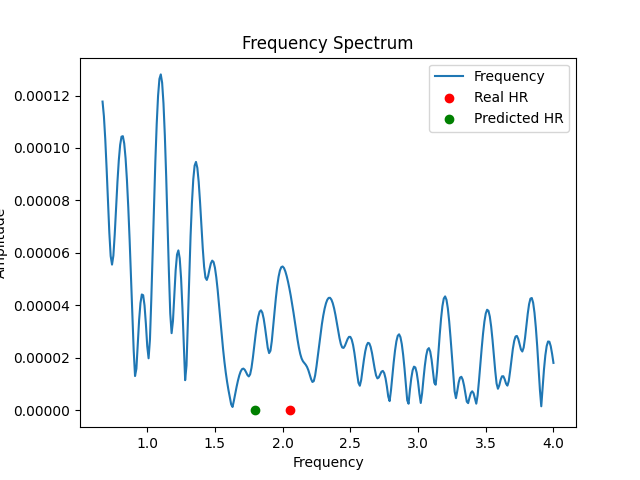 Frequency Spectrum
Frequency
Real HR
Predicted HR
0.00012
0.00010
0.00008
0.00006
0.00004
0.00002
0.00000
Amplitude
1.0 1.5 2.0 2.5 3.0 3.5 4.0
Frequency